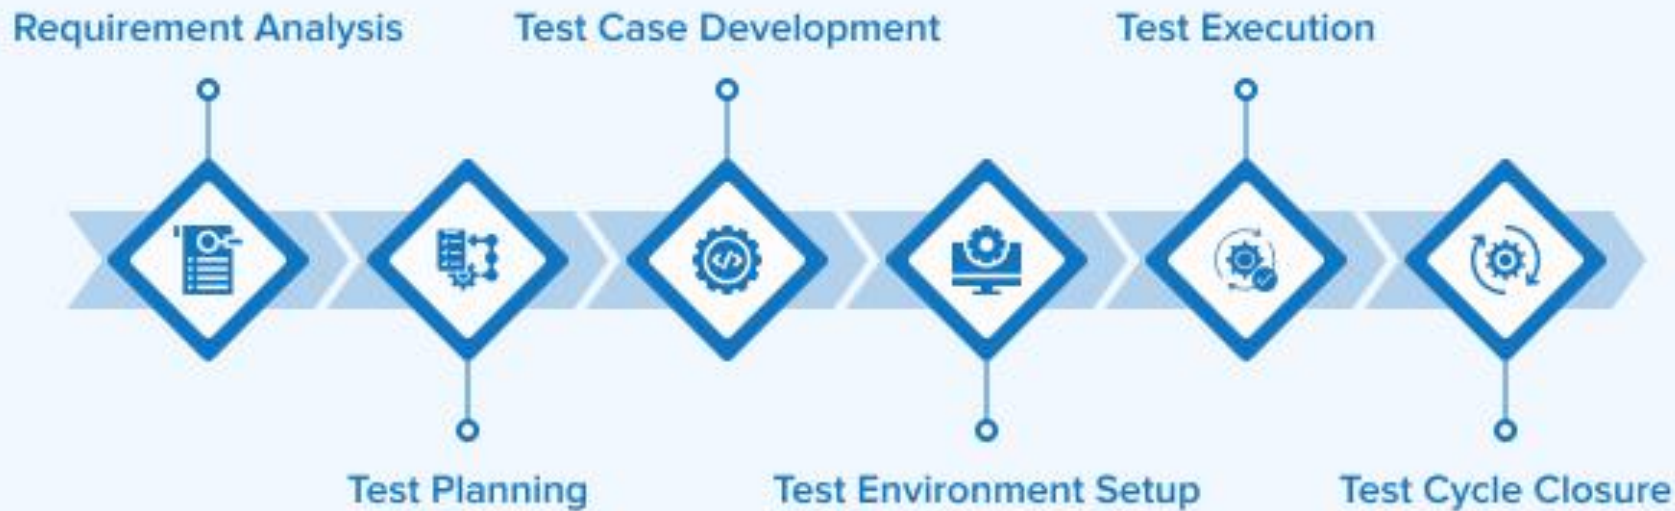 Requirement Analysis
Test Case Development
Test Execution
Test Planning
Test Environment Setup
Test Cycle Closure